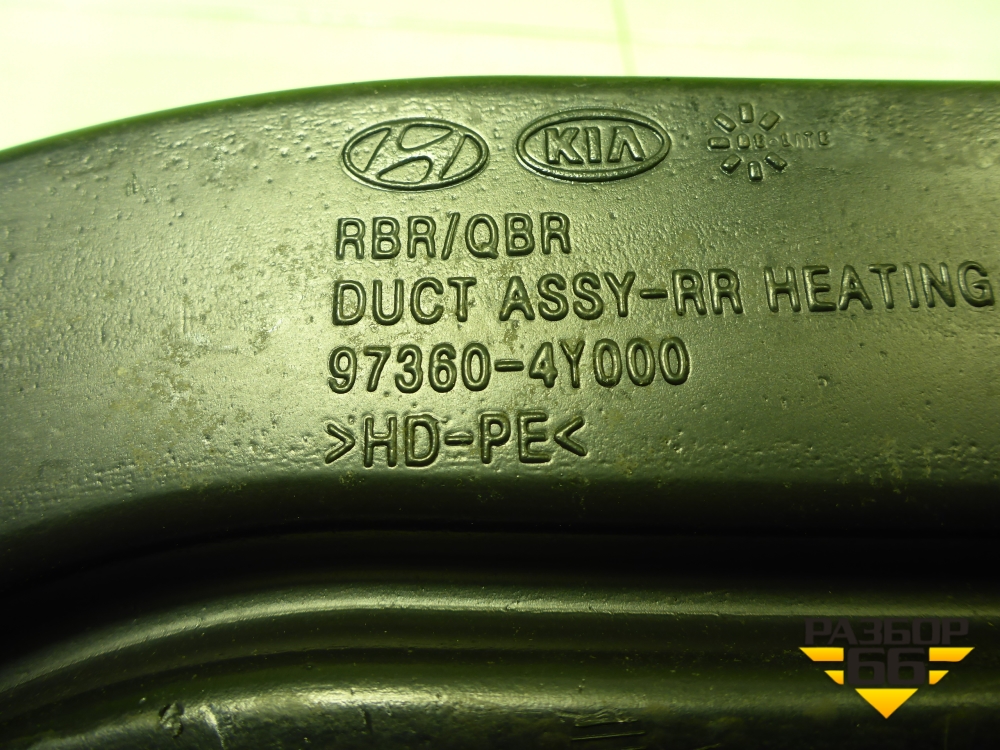 KIA
RBR/QBR
DUCT ASSY-RR HEATING
97360-4Y000
>HD-PE<
РАЗБОР
66